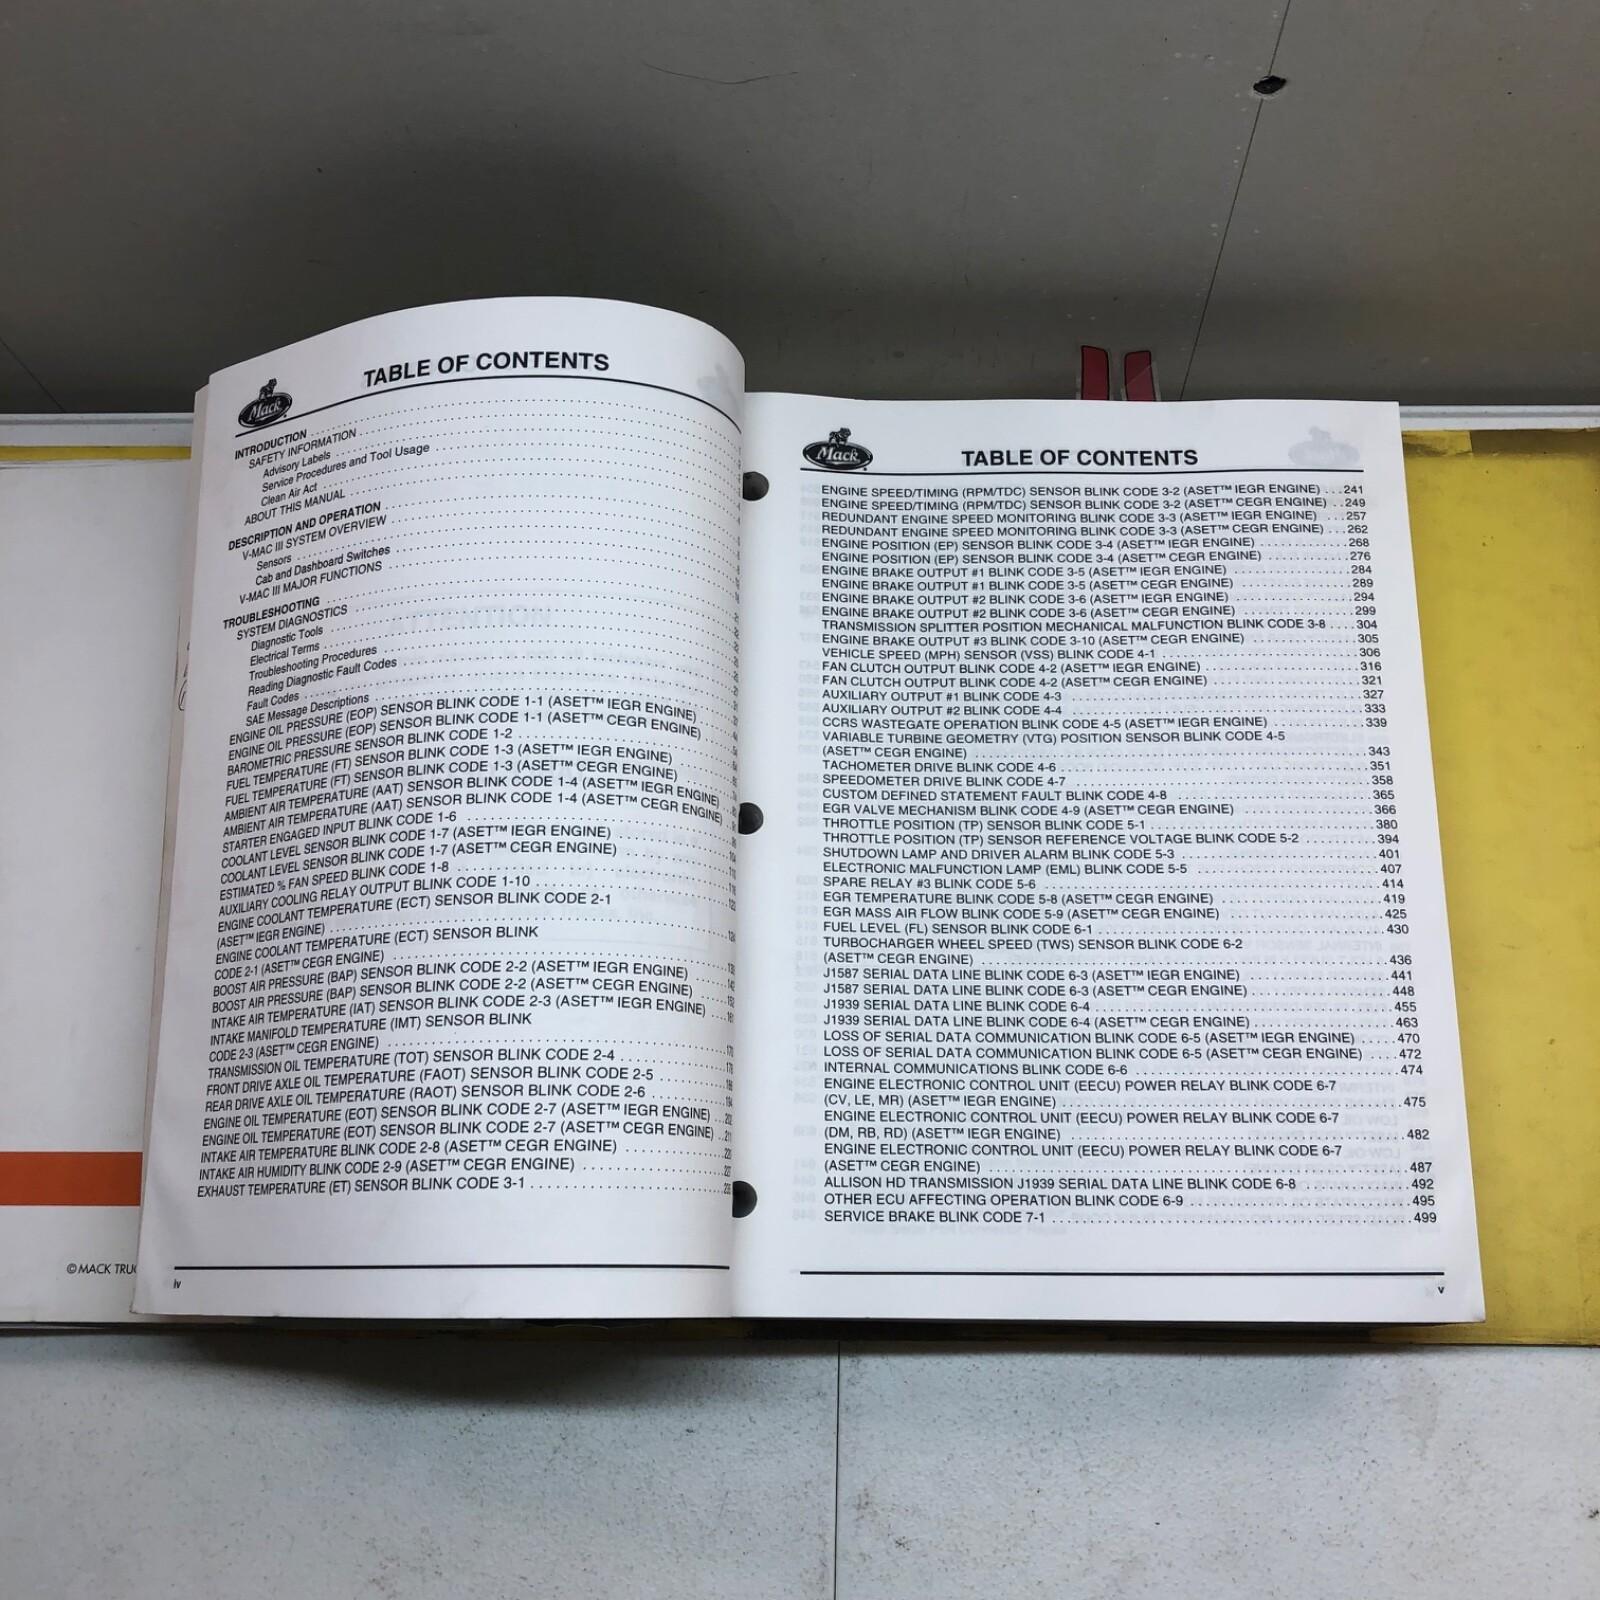 TABLE OF CONTENTS
Mack
INTRODUCTION
SAFETY INFORMATION
Advisory Labels
Service Procedures and Tool Usage
Clean Air Act
ABOUT THIS MANUAL
DESCRIPTION AND OPERATION
V-MAC III SYSTEM OVERVIEW
Sensors
Cab and Dashboard Switches
V-MAC III MAJOR FUNCTIONS
TROUBLESHOOTING
SYSTEM DIAGNOSTICS
Diagnostic Tools
Electrical Terms
Troubleshooting Procedures
Reading Diagnostic Fault Codes
Fault Codes
SAE Message Descriptions
ENGINE OIL PRESSURE (EOP) SENSOR BLINK CODE 1-1 (ASET™ IEGR ENGINE)
ENGINE OIL PRESSURE (EOP) SENSOR BLINK CODE 1-1 (ASET™ CEGR ENGINE)
BAROMETRIC PRESSURE SENSOR BLINK CODE 1-2
FUEL TEMPERATURE (FT) SENSOR BLINK CODE 1-3 (ASET™ IEGR ENGINE)
FUEL TEMPERATURE (FT) SENSOR BLINK CODE 1-3 (ASET™ CEGR ENGINE)
AMBIENT AIR TEMPERATURE (AAT) SENSOR BLINK CODE 1-4 (ASET™ IEGR ENGINE)
AMBIENT AIR TEMPERATURE (AAT) SENSOR BLINK CODE 1-4 (ASET™ CEGR ENGINE)
STARTER ENGAGED INPUT BLINK CODE 1-6
COOLANT LEVEL SENSOR BLINK CODE 1-7 (ASET™ IEGR ENGINE)
COOLANT LEVEL SENSOR BLINK CODE 1-7 (ASET™ CEGR ENGINE)
ESTIMATED % FAN SPEED BLINK CODE 1-8
AUXILIARY COOLING RELAY OUTPUT BLINK CODE 1-10
ENGINE COOLANT TEMPERATURE (ECT) SENSOR BLINK CODE 2-1
(ASET™ IEGR ENGINE)
ENGINE COOLANT TEMPERATURE (ECT) SENSOR BLINK
CODE 2-1 (ASET™ CEGR ENGINE)
BOOST AIR PRESSURE (BAP) SENSOR BLINK CODE 2-2 (ASET™ IEGR ENGINE)
BOOST AIR PRESSURE (BAP) SENSOR BLINK CODE 2-2 (ASET™ CEGR ENGINE)
INTAKE AIR TEMPERATURE (IAT) SENSOR BLINK CODE 2-3 (ASET™ IEGR ENGINE)
INTAKE MANIFOLD TEMPERATURE (IMT) SENSOR BLINK
CODE 2-3 (ASET™ CEGR ENGINE)
TRANSMISSION OIL TEMPERATURE (TOT) SENSOR BLINK CODE 2-4
FRONT DRIVE AXLE OIL TEMPERATURE (FAOT) SENSOR BLINK CODE 2-5
REAR DRIVE AXLE OIL TEMPERATURE (RAOT) SENSOR BLINK CODE 2-6
ENGINE OIL TEMPERATURE (EOT) SENSOR BLINK CODE 2-7 (ASET™ IEGR ENGINE)
ENGINE OIL TEMPERATURE (EOT) SENSOR BLINK CODE 2-7 (ASET™ CEGR ENGINE)
INTAKE AIR TEMPERATURE BLINK CODE 2-8 (ASET™ CEGR ENGINE)
INTAKE AIR HUMIDITY BLINK CODE 2-9 (ASET™ CEGR ENGINE)
EXHAUST TEMPERATURE (ET) SENSOR BLINK CODE 3-1
iv
© MACK TRUC
Mack
TABLE OF CONTENTS
ENGINE SPEED/TIMING (RPM/TDC) SENSOR BLINK CODE 3-2 (ASET™ IEGR ENGINE) ...241
ENGINE SPEED/TIMING (RPM/TDC) SENSOR BLINK CODE 3-2 (ASET™ CEGR ENGINE) ...249
REDUNDANT ENGINE SPEED MONITORING BLINK CODE 3-3 (ASET™ IEGR ENGINE) ...257
REDUNDANT ENGINE SPEED MONITORING BLINK CODE 3-3 (ASET™ CEGR ENGINE) ...262
ENGINE POSITION (EP) SENSOR BLINK CODE 3-4 (ASET™ IEGR ENGINE) ...268
ENGINE POSITION (EP) SENSOR BLINK CODE 3-4 (ASET™ CEGR ENGINE) ...276
ENGINE BRAKE OUTPUT #1 BLINK CODE 3-5 (ASET™ IEGR ENGINE) ...284
ENGINE BRAKE OUTPUT #1 BLINK CODE 3-5 (ASET™ CEGR ENGINE) ...289
ENGINE BRAKE OUTPUT #2 BLINK CODE 3-6 (ASET™ IEGR ENGINE) ...294
ENGINE BRAKE OUTPUT #2 BLINK CODE 3-6 (ASET™ CEGR ENGINE) ...299
TRANSMISSION SPLITTER POSITION MECHANICAL MALFUNCTION BLINK CODE 3-8 ...304
ENGINE BRAKE OUTPUT #3 BLINK CODE 3-10 (ASET™ CEGR ENGINE) ...305
VEHICLE SPEED (MPH) SENSOR (VSS) BLINK CODE 4-1 ...306
FAN CLUTCH OUTPUT BLINK CODE 4-2 (ASET™ IEGR ENGINE) ...316
FAN CLUTCH OUTPUT BLINK CODE 4-2 (ASET™ CEGR ENGINE) ...321
AUXILIARY OUTPUT #1 BLINK CODE 4-3 ...327
AUXILIARY OUTPUT #2 BLINK CODE 4-4 ...333
CCRS WASTEGATE OPERATION BLINK CODE 4-5 (ASET™ IEGR ENGINE) ...339
VARIABLE TURBINE GEOMETRY (VTG) POSITION SENSOR BLINK CODE 4-5
(ASET™ CEGR ENGINE) ...343
TACHOMETER DRIVE BLINK CODE 4-6 ...351
SPEEDOMETER DRIVE BLINK CODE 4-7 ...358
CUSTOM DEFINED STATEMENT FAULT BLINK CODE 4-8 ...365
EGR VALVE MECHANISM BLINK CODE 4-9 (ASET™ CEGR ENGINE) ...366
THROTTLE POSITION (TP) SENSOR BLINK CODE 5-1 ...380
THROTTLE POSITION (TP) SENSOR REFERENCE VOLTAGE BLINK CODE 5-2 ...394
SHUTDOWN LAMP AND DRIVER ALARM BLINK CODE 5-3 ...401
ELECTRONIC MALFUNCTION LAMP (EML) BLINK CODE 5-5 ...407
SPARE RELAY #3 BLINK CODE 5-6 ...414
EGR TEMPERATURE BLINK CODE 5-8 (ASET™ CEGR ENGINE) ...419
EGR MASS AIR FLOW BLINK CODE 5-9 (ASET™ CEGR ENGINE) ...425
FUEL LEVEL (FL) SENSOR BLINK CODE 6-1 ...430
TURBOCHARGER WHEEL SPEED (TWS) SENSOR BLINK CODE 6-2
(ASET™ CEGR ENGINE) ...436
J1587 SERIAL DATA LINE BLINK CODE 6-3 (ASET™ IEGR ENGINE) ...441
J1587 SERIAL DATA LINE BLINK CODE 6-3 (ASET™ CEGR ENGINE) ...448
J1939 SERIAL DATA LINE BLINK CODE 6-4 ...455
J1939 SERIAL DATA LINE BLINK CODE 6-4 (ASET™ CEGR ENGINE) ...463
LOSS OF SERIAL DATA COMMUNICATION BLINK CODE 6-5 (ASET™ IEGR ENGINE) ...470
LOSS OF SERIAL DATA COMMUNICATION BLINK CODE 6-5 (ASET™ CEGR ENGINE) ...472
INTERNAL COMMUNICATIONS BLINK CODE 6-6 ...474
ENGINE ELECTRONIC CONTROL UNIT (EECU) POWER RELAY BLINK CODE 6-7
(CV, LE, MR) (ASET™ IEGR ENGINE) ...475
ENGINE ELECTRONIC CONTROL UNIT (EECU) POWER RELAY BLINK CODE 6-7
(DM, RB, RD) (ASET™ IEGR ENGINE) ...482
ENGINE ELECTRONIC CONTROL UNIT (EECU) POWER RELAY BLINK CODE 6-7
(ASET™ CEGR ENGINE) ...487
ALLISON HD TRANSMISSION J1939 SERIAL DATA LINE BLINK CODE 6-8 ...492
OTHER ECU AFFECTING OPERATION BLINK CODE 6-9 ...495
SERVICE BRAKE BLINK CODE 7-1 ...499
v